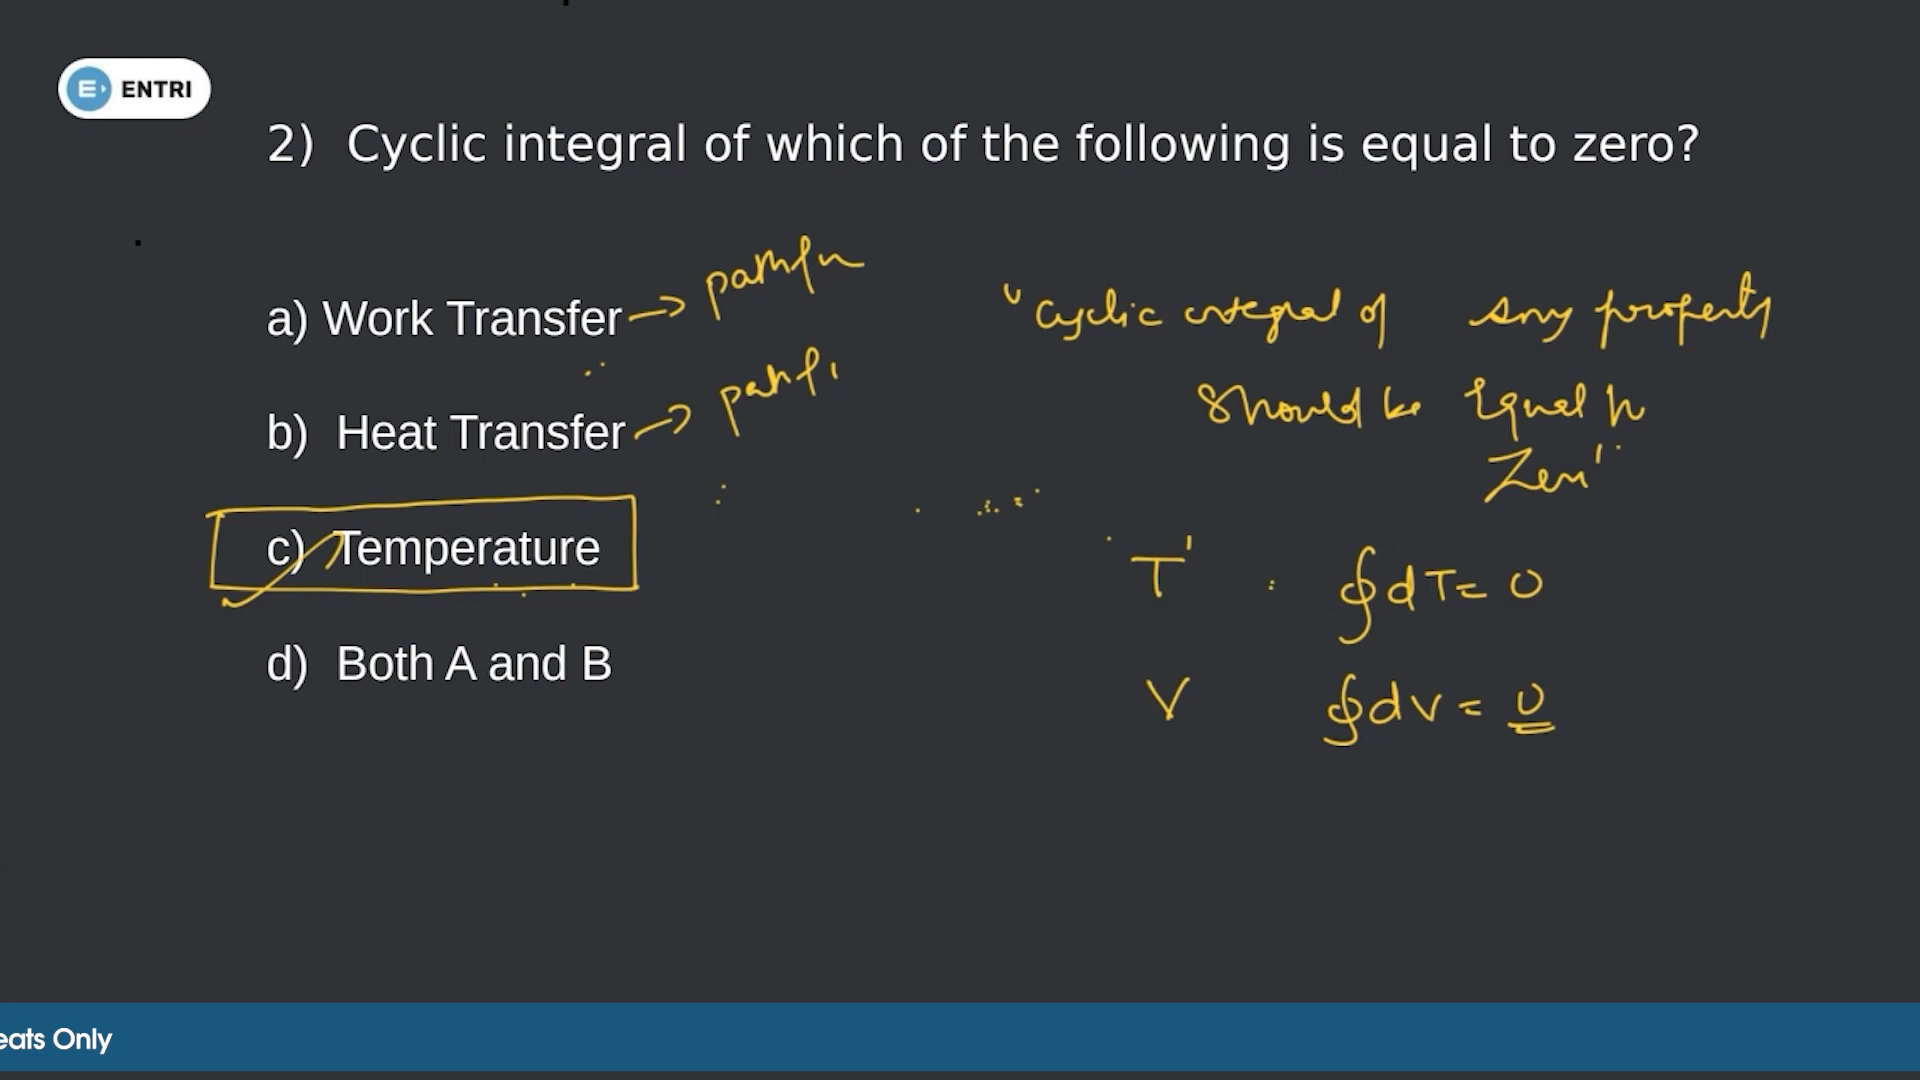 ENTRI
2) Cyclic integral of which of the following is equal to zero?
a) Work Transfer → pathfn
"Cyclic integral of any property
should be Equal to
Zero"
b) Heat Transfer → pathf
c) Temperature
T ∮dT = 0
d) Both A and B
V ∮dV = 0
eats Only